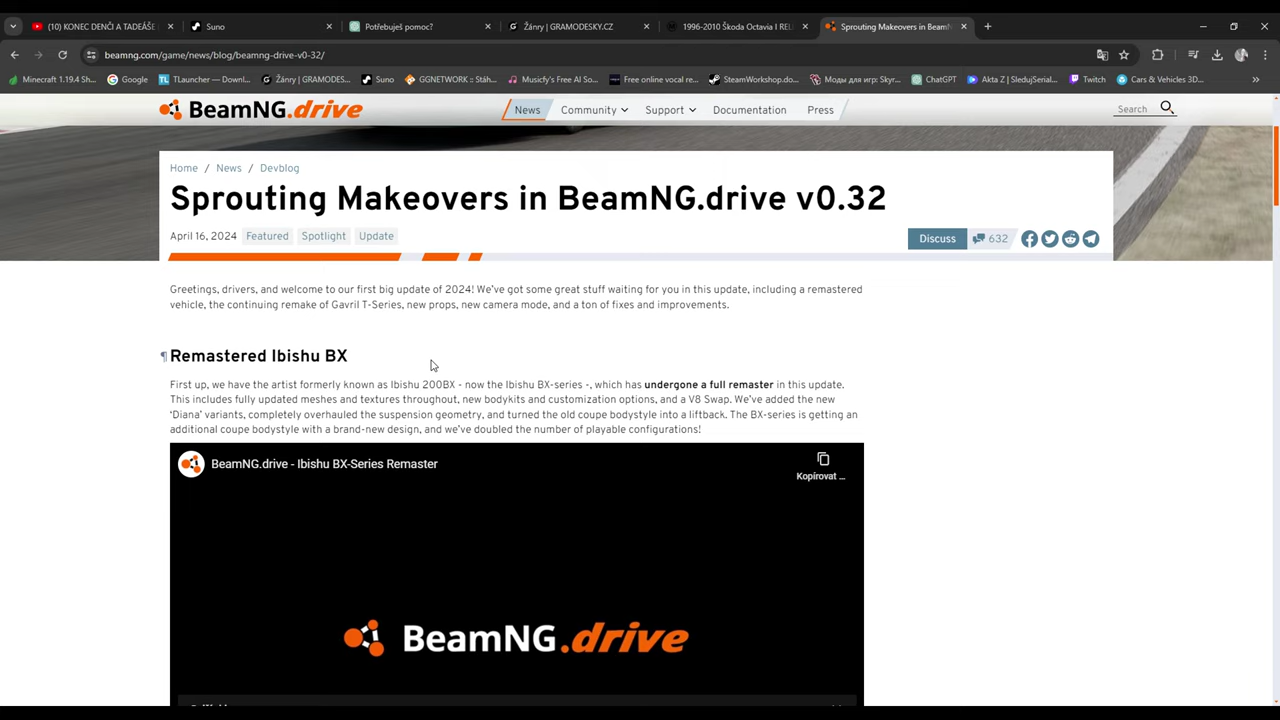 (10) KONEC DENČI A TADEÁŠE
Suno
Potřebuješ pomoc?
Žánry | GRAMODESKY.CZ
1996-2010 Škoda Octavia I REL
Sprouting Makeovers in BeamN
beamng.com/game/news/blog/beamng-drive-v0-32/
Minecraft 1.19.4 Sh...
Google
TLauncher — Downl...
Žánry | GRAMODES...
Suno
GGNETWORK :: Stáh...
Musicfy's Free AI So...
Free online vocal re...
SteamWorkshop.do...
Моды для игр: Skyr...
ChatGPT
Akta Z | SledujSerial...
Twitch
Cars & Vehicles 3D...
BeamNG.drive
News
Community
Support
Documentation
Press
Search
Home / News / Devblog
Sprouting Makeovers in BeamNG.drive v0.32
April 16, 2024 Featured Spotlight Update
Discuss 632
Greetings, drivers, and welcome to our first big update of 2024! We've got some great stuff waiting for you in this update, including a remastered
vehicle, the continuing remake of Gavril T-Series, new props, new camera mode, and a ton of fixes and improvements.
¶ Remastered Ibishu BX
First up, we have the artist formerly known as Ibishu 200BX - now the Ibishu BX-series -, which has undergone a full remaster in this update.
This includes fully updated meshes and textures throughout, new bodykits and customization options, and a V8 Swap. We've added the new
'Diana' variants, completely overhauled the suspension geometry, and turned the old coupe bodystyle into a liftback. The BX-series is getting an
additional coupe bodystyle with a brand-new design, and we've doubled the number of playable configurations!
BeamNG.drive - Ibishu BX-Series Remaster
Kopírovat ...
BeamNG.drive